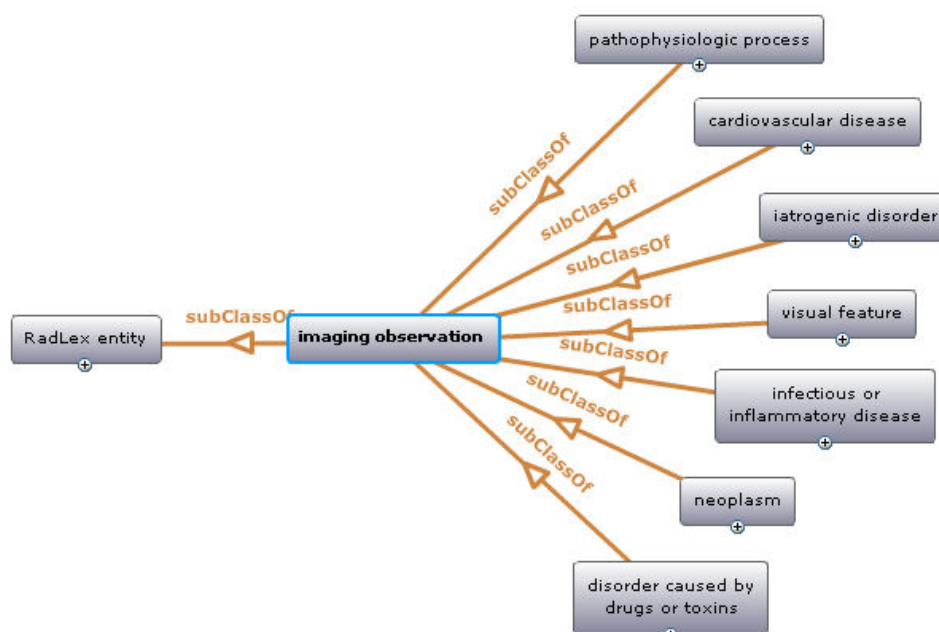 pathophysiologic process
cardiovascular disease
subClassOf
subClassOf
iatrogenic disorder
subClassOf
subClassOf
visual feature
subClassOf
RadLex entity
imaging observation
subClassOf
subClassOf
infectious or
inflammatory disease
subClassOf
neoplasm
disorder caused by
drugs or toxins